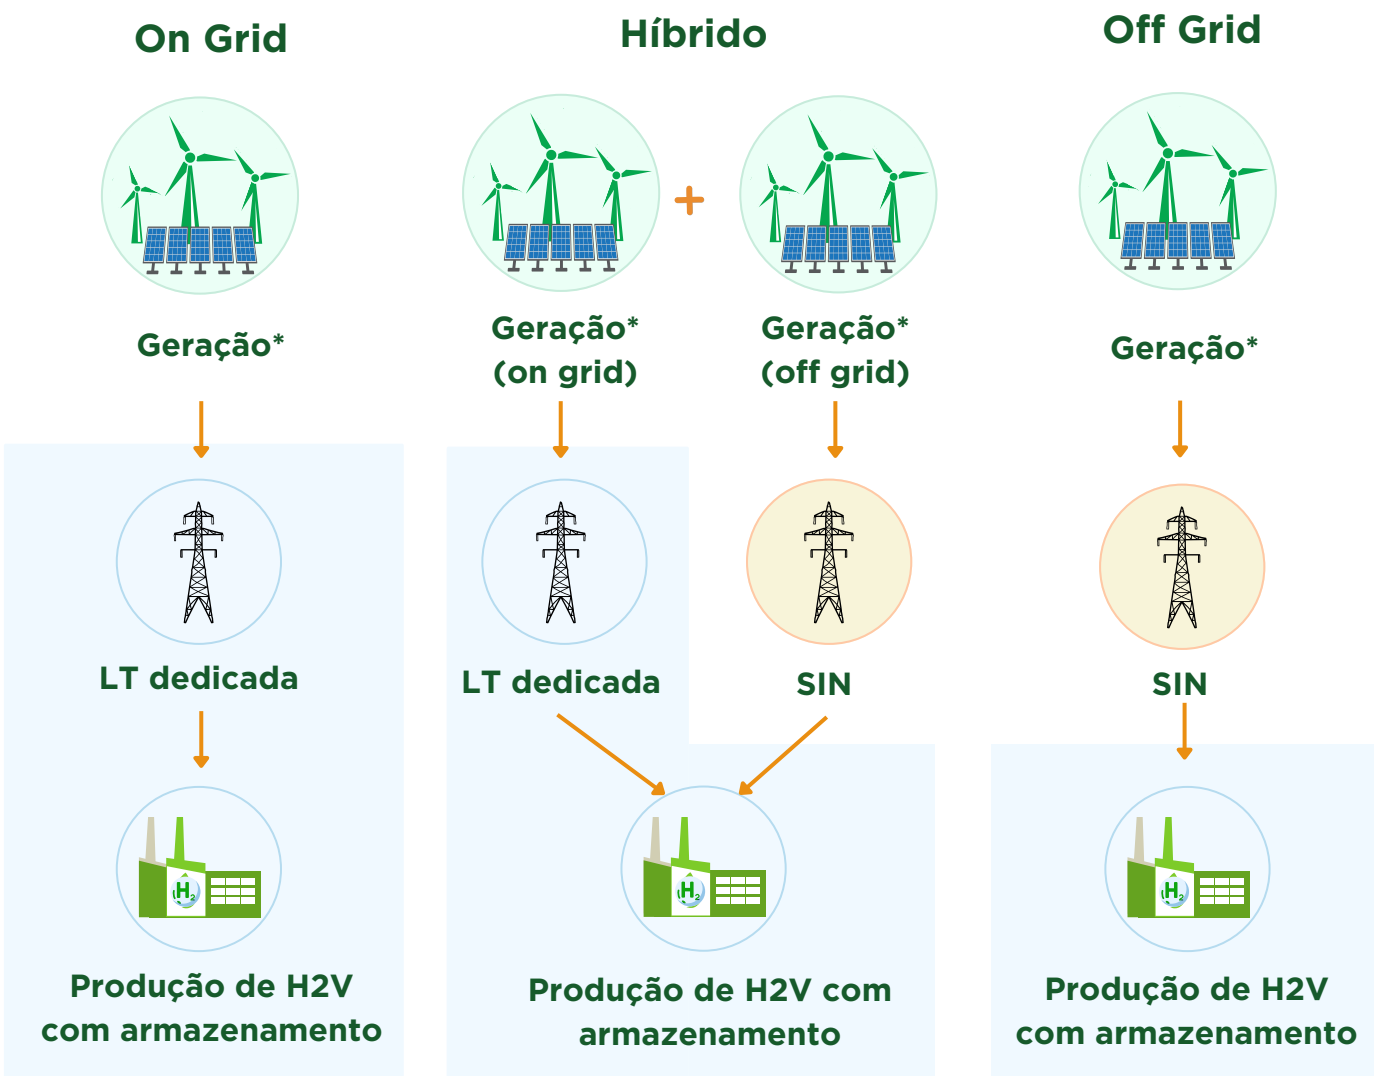 On Grid
Híbrido
Off Grid
Geração*
Geração*
(on grid)
Geração*
(off grid)
Geração*
LT dedicada
LT dedicada
SIN
SIN
H2
Produção de H2V
com armazenamento
H2
Produção de H2V com
armazenamento
H2
Produção de H2V
com armazenamento